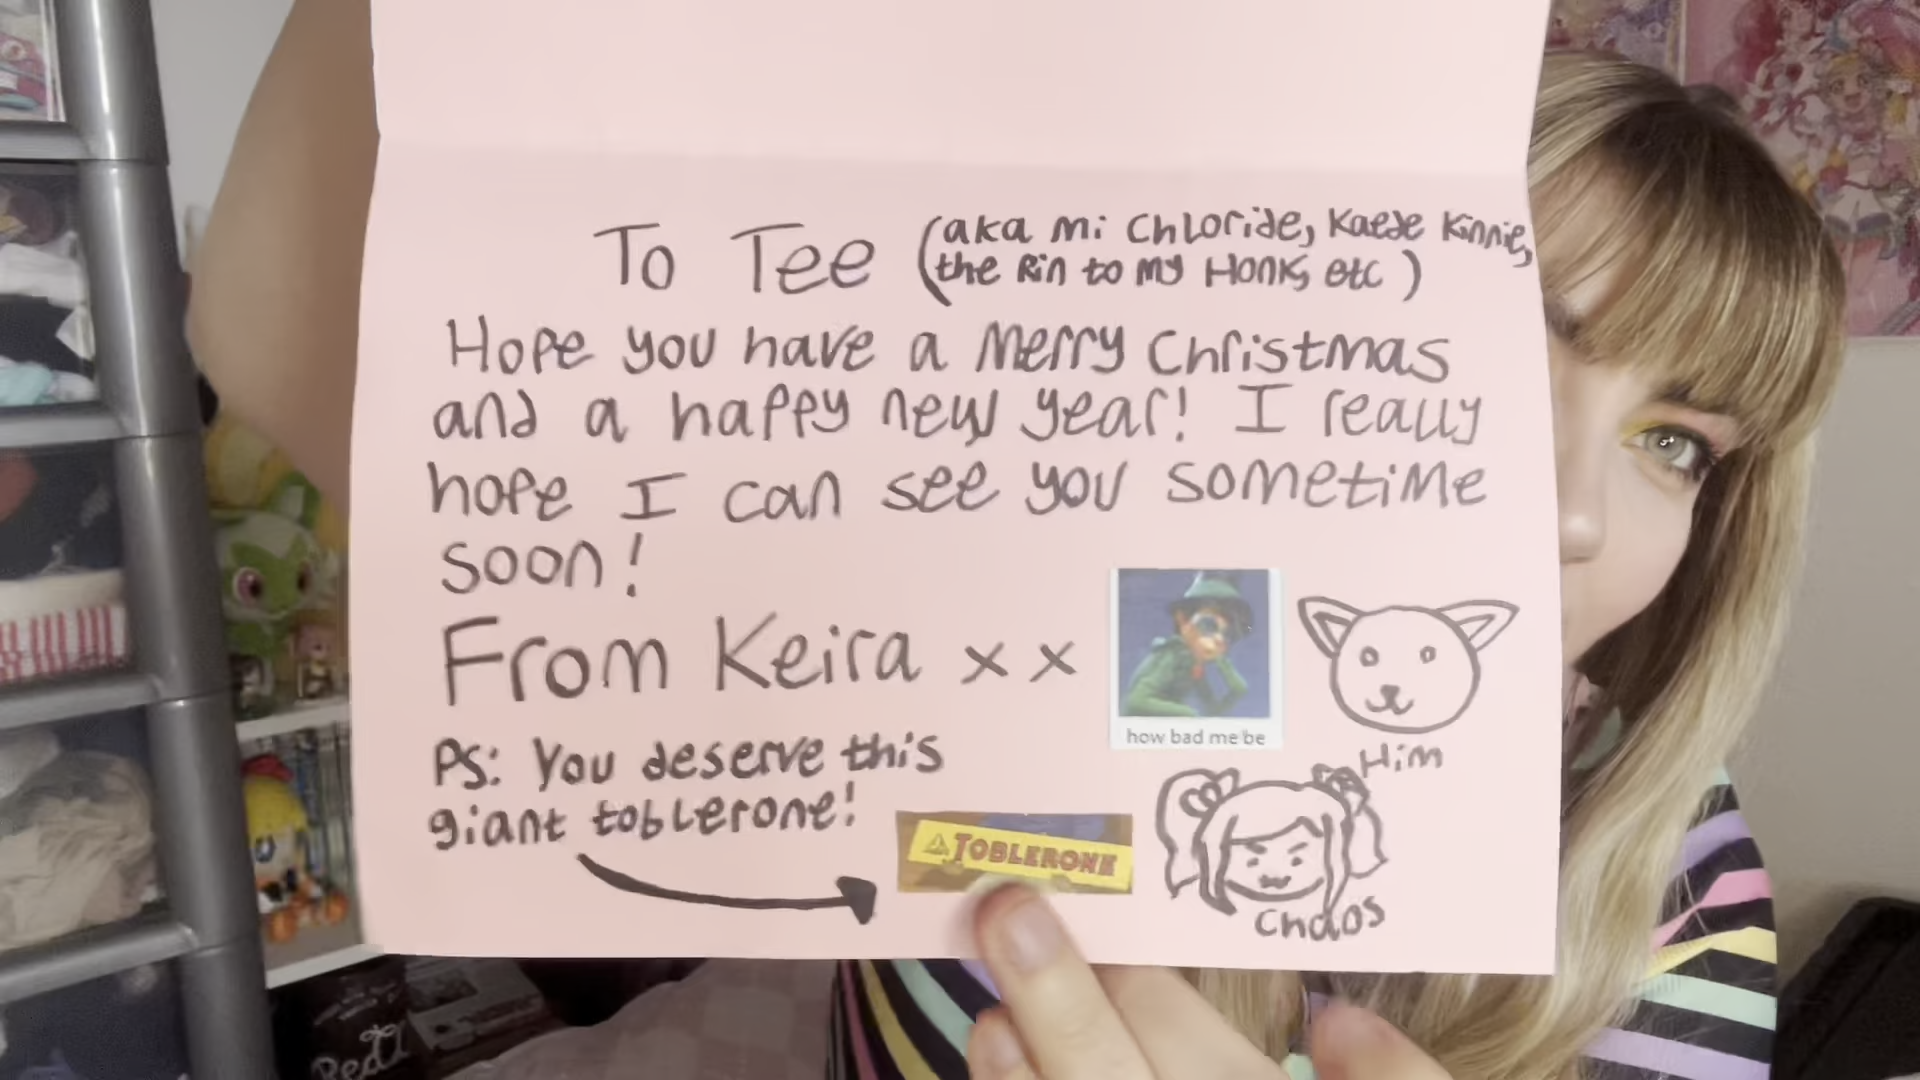 To Tee (aka Mi Chloride, Kaede Kinnie,
the Rin to my Honk, etc)
Hope you have a Merry Christmas
and a happy new year! I really
hope I can see you sometime
soon!
From Keira x x
how bad me be
Him
PS: You deserve this
giant toblerone!
TOBLERONE
Chaos